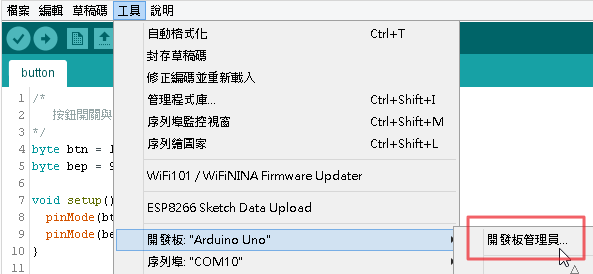 檔案 編輯 草稿碼 工具 說明
自動格式化 Ctrl+T
封存草稿碼
修正編碼並重新載入
管理程式庫... Ctrl+Shift+I
序列埠監控視窗 Ctrl+Shift+M
序列繪圖家 Ctrl+Shift+L
WiFi101 / WiFiNINA Firmware Updater
ESP8266 Sketch Data Upload
開發板: "Arduino Uno"
開發板管理員...
序列埠: "COM10"
button
1 /*
2 按鈕開關與
3 */
4 byte btn =
5 byte bep = 9
6
7 void setup()
8 pinMode(bt
9 pinMode(be
10 }